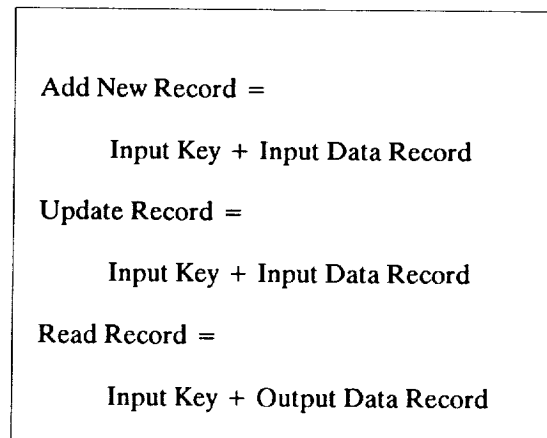 Add New Record =
Input Key + Input Data Record
Update Record =
Input Key + Input Data Record
Read Record =
Input Key + Output Data Record